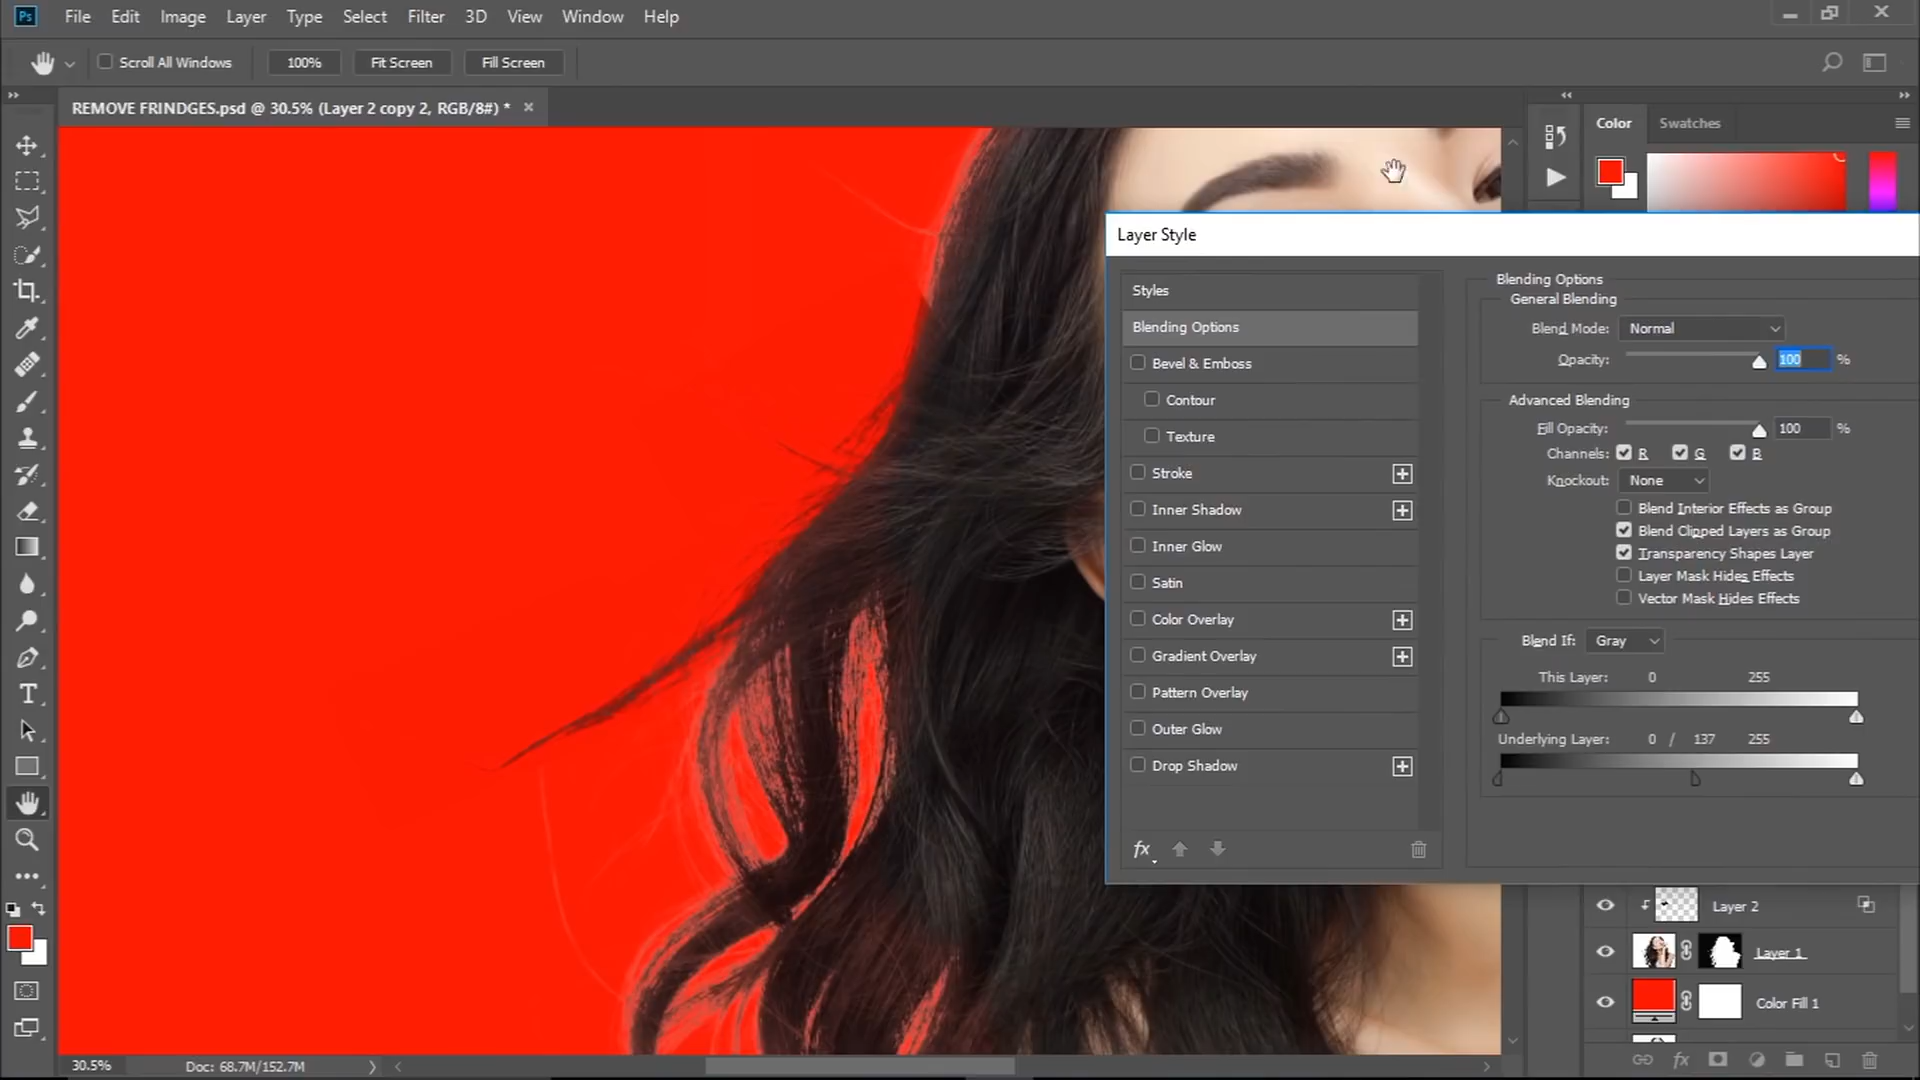 Ps File Edit Image Layer Type Select Filter 3D View Window Help
Scroll All Windows 100% Fit Screen Fill Screen
REMOVE FRINDGES.psd @ 30.5% (Layer 2 copy 2, RGB/8#) * ×
Color Swatches
Layer Style
Styles
Blending Options
Bevel & Emboss
Contour
Texture
Stroke
Inner Shadow
Inner Glow
Satin
Color Overlay
Gradient Overlay
Pattern Overlay
Outer Glow
Drop Shadow
fx
Blending Options
General Blending
Blend Mode: Normal
Opacity: 100 %
Advanced Blending
Fill Opacity: 100 %
Channels: R G B
Knockout: None
Blend Interior Effects as Group
Blend Clipped Layers as Group
Transparency Shapes Layer
Layer Mask Hides Effects
Vector Mask Hides Effects
Blend If: Gray
This Layer: 0 255
Underlying Layer: 0 / 137 255
Layer 2
Layer 1
Color Fill 1
fx
30.5% Doc: 68.7M/152.7M